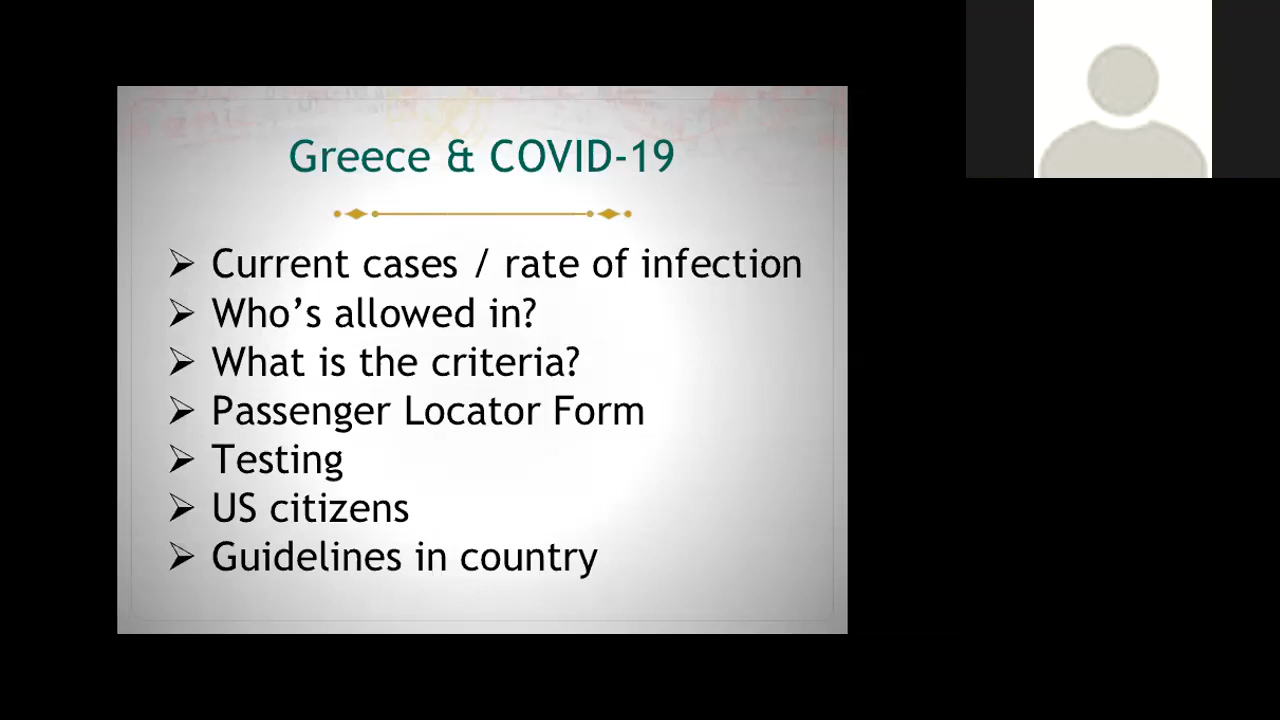 Greece & COVID-19
➢ Current cases / rate of infection
➢ Who’s allowed in?
➢ What is the criteria?
➢ Passenger Locator Form
➢ Testing
➢ US citizens
➢ Guidelines in country